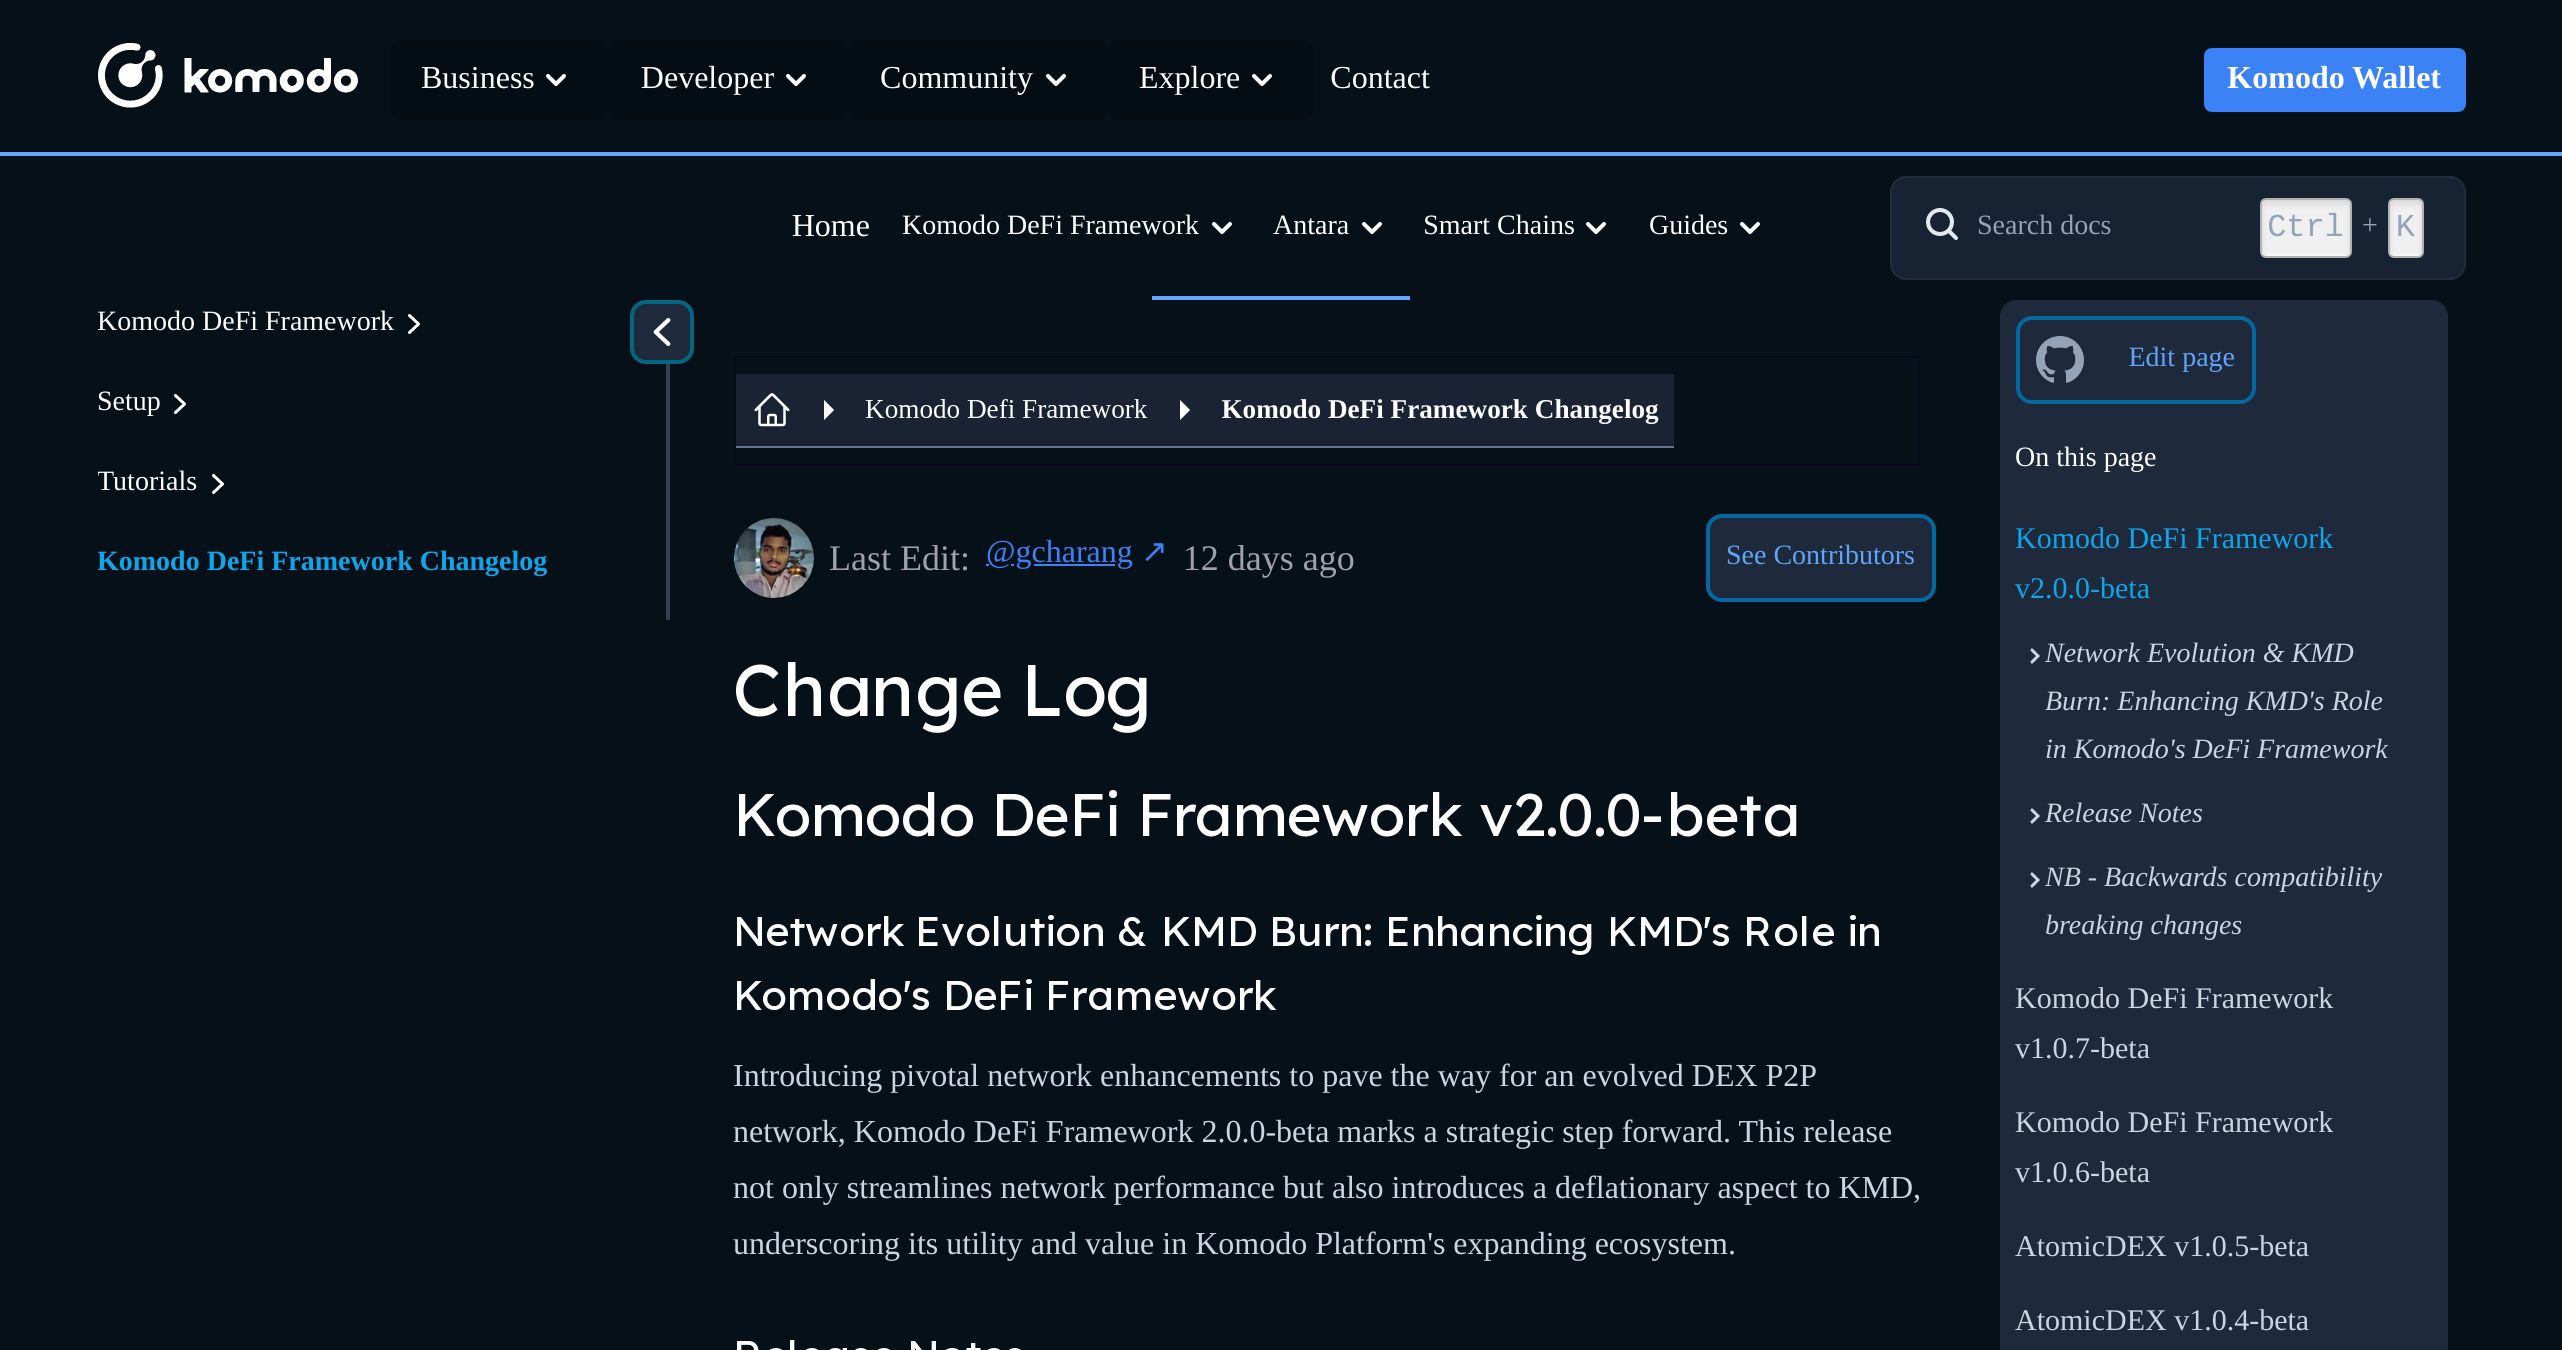 komodo
Business
Developer
Community
Explore
Contact
Komodo Wallet
Home
Komodo DeFi Framework
Antara
Smart Chains
Guides
Search docs
Ctrl + K
Komodo DeFi Framework
Setup
Tutorials
Komodo DeFi Framework Changelog
Komodo Defi Framework
Komodo DeFi Framework Changelog
Last Edit: @gcharang ↗ 12 days ago
See Contributors
Change Log
Komodo DeFi Framework v2.0.0-beta
Network Evolution & KMD Burn: Enhancing KMD's Role in
Komodo's DeFi Framework
Introducing pivotal network enhancements to pave the way for an evolved DEX P2P
network, Komodo DeFi Framework 2.0.0-beta marks a strategic step forward. This release
not only streamlines network performance but also introduces a deflationary aspect to KMD,
underscoring its utility and value in Komodo Platform's expanding ecosystem.
Release Notes
Edit page
On this page
Komodo DeFi Framework
v2.0.0-beta
Network Evolution & KMD
Burn: Enhancing KMD's Role
in Komodo's DeFi Framework
Release Notes
NB - Backwards compatibility
breaking changes
Komodo DeFi Framework
v1.0.7-beta
Komodo DeFi Framework
v1.0.6-beta
AtomicDEX v1.0.5-beta
AtomicDEX v1.0.4-beta